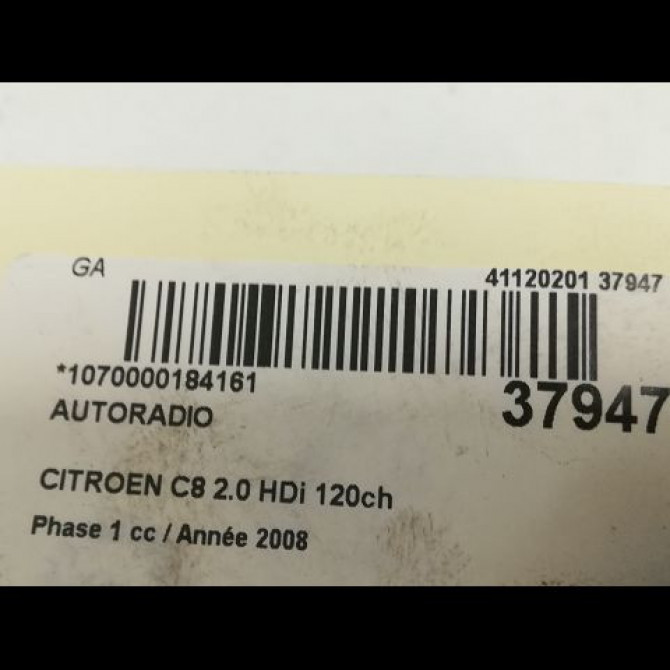 GA
41120201 37947
*1070000184161
37947
AUTORADIO
CITROEN C8 2.0 HDi 120ch
Phase 1 cc / Année 2008